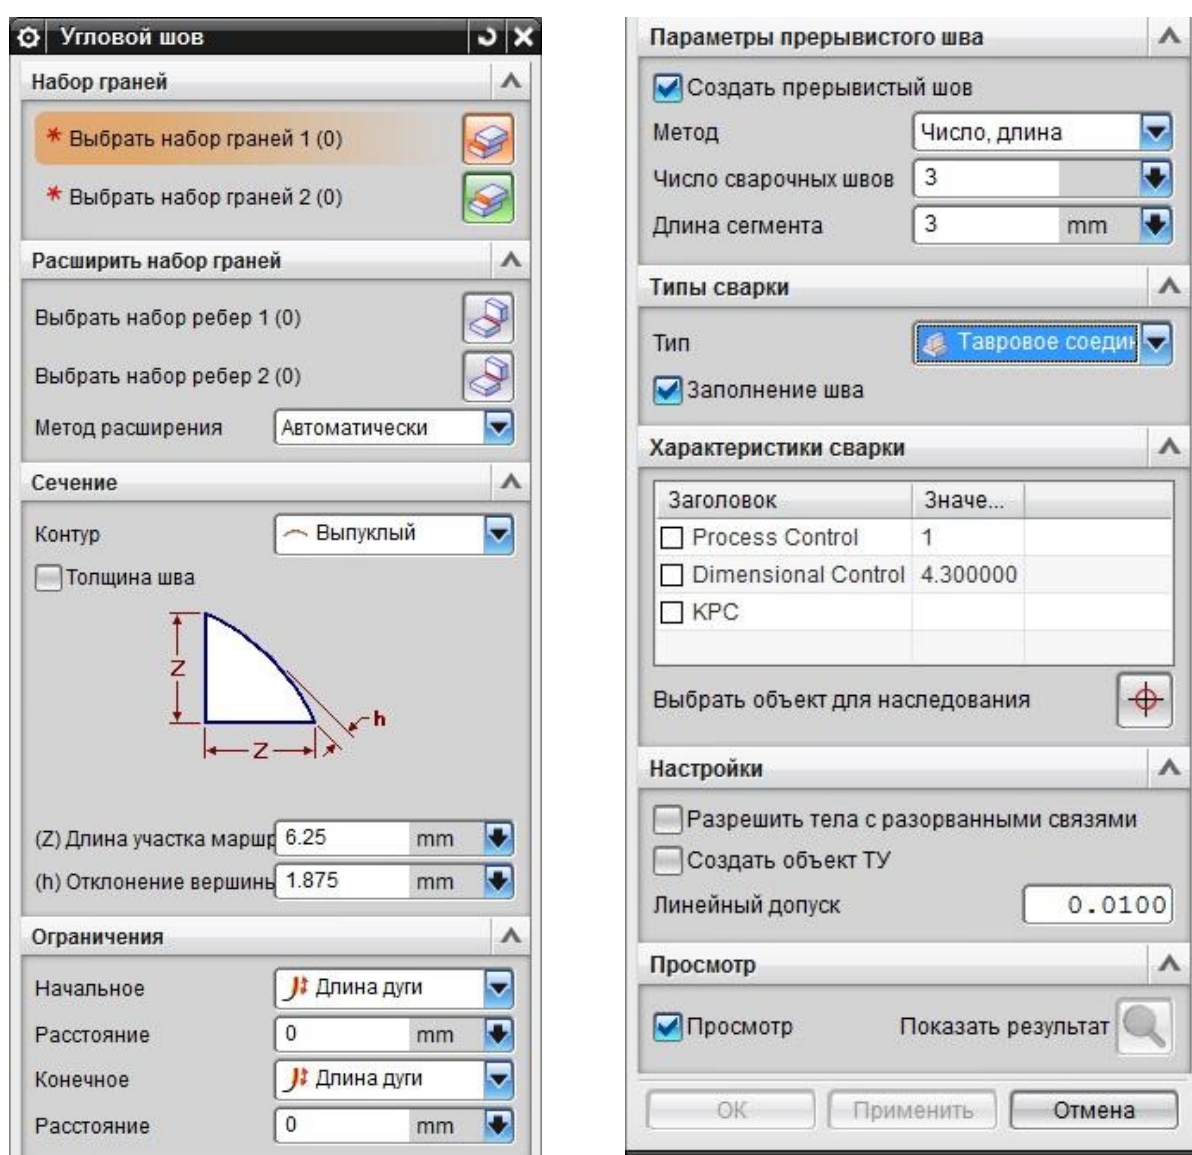 Угловой шов
Набор граней
* Выбрать набор граней 1 (0)
* Выбрать набор граней 2 (0)
Расширить набор граней
Выбрать набор ребер 1 (0)
Выбрать набор ребер 2 (0)
Метод расширения Автоматически
Сечение
Контур Выпуклый
Толщина шва
Z
h
Z
(Z) Длина участка маршр 6.25 mm
(h) Отклонение вершинь 1.875 mm
Ограничения
Начальное Длина дуги
Расстояние 0 mm
Конечное Длина дуги
Расстояние 0 mm
Параметры прерывистого шва
Создать прерывистый шов
Метод Число, длина
Число сварочных швов 3
Длина сегмента 3 mm
Типы сварки
Тип Тавровое соедин
Заполнение шва
Характеристики сварки
Заголовок Значе...
Process Control 1
Dimensional Control 4.300000
KPC
Выбрать объект для наследования
Настройки
Разрешить тела с разорванными связями
Создать объект ТУ
Линейный допуск 0.0100
Просмотр
Просмотр Показать результат
ОК Применить Отмена